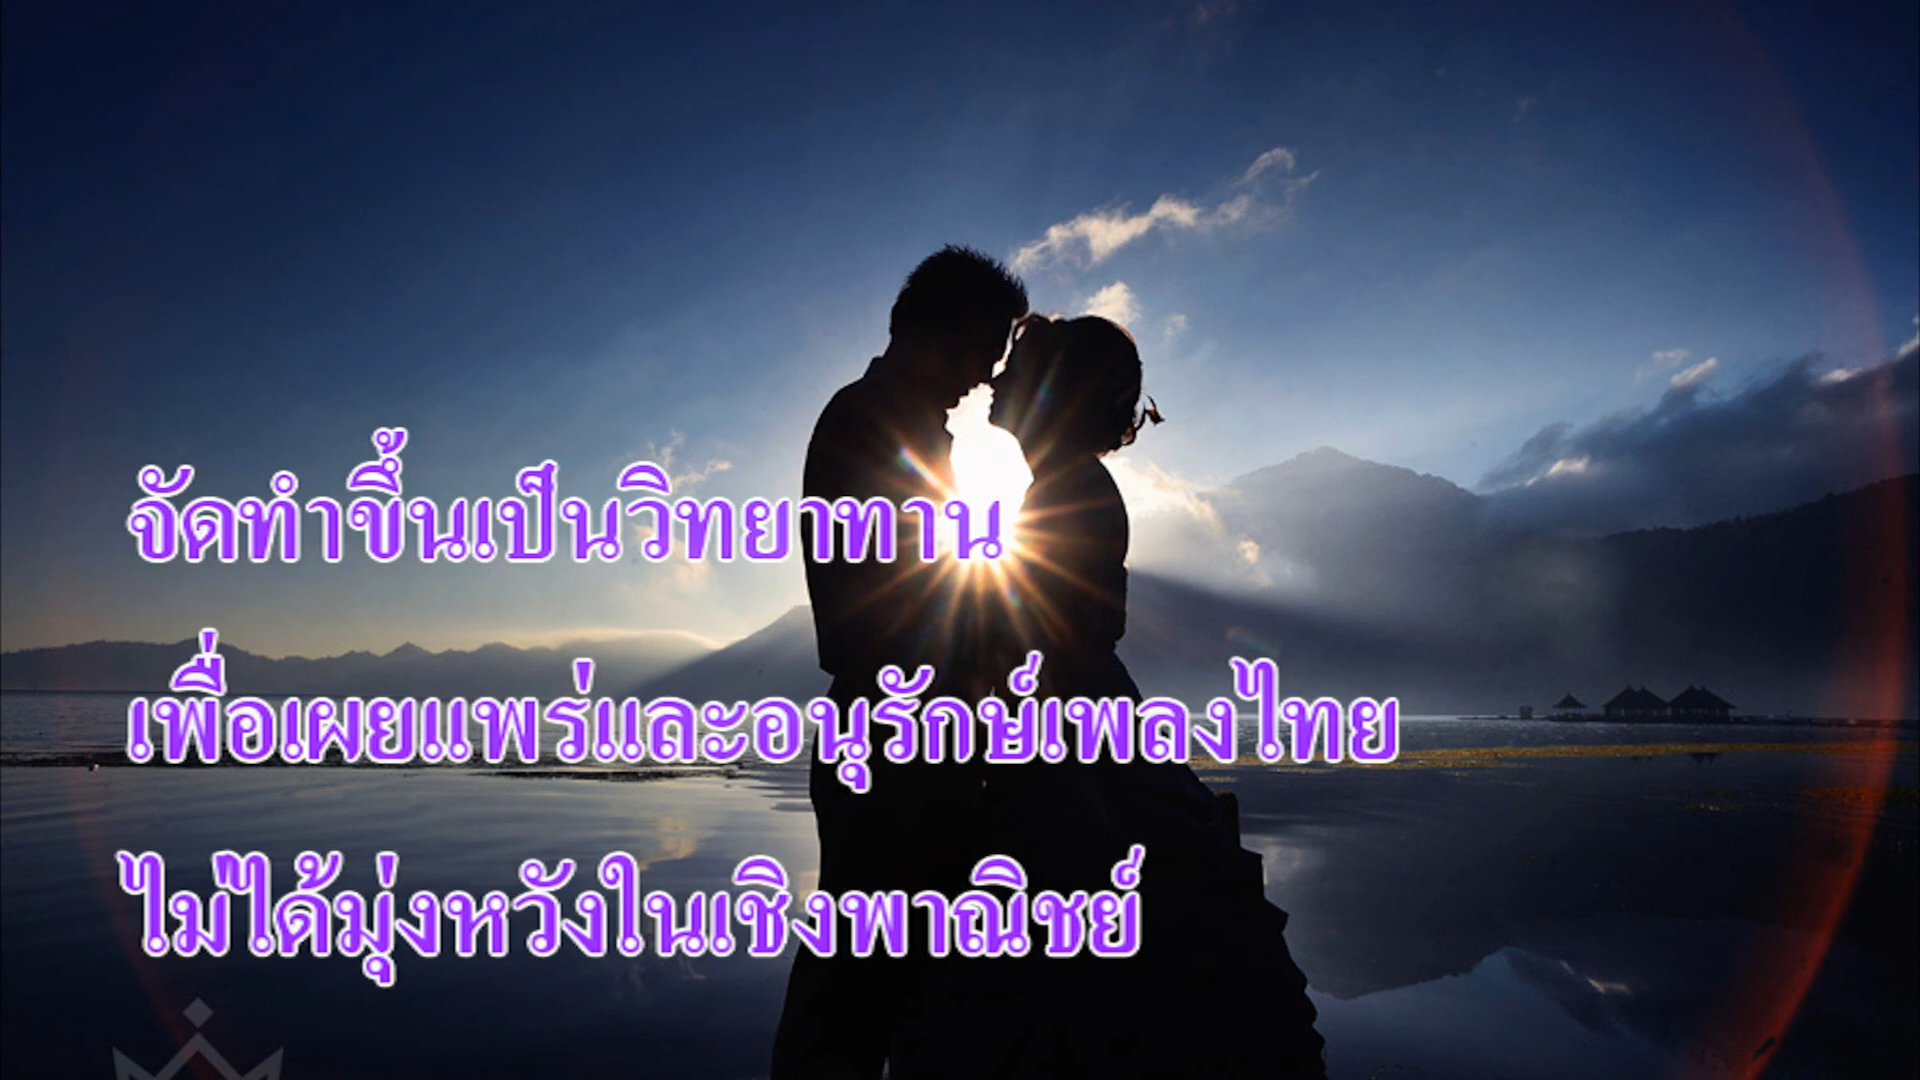 จัดทำขึ้นเป็นวิทยาทาน
เพื่อเผยแพร่และอนุรักษ์เพลงไทย
ไม่ได้มุ่งหวังในเชิงพาณิชย์